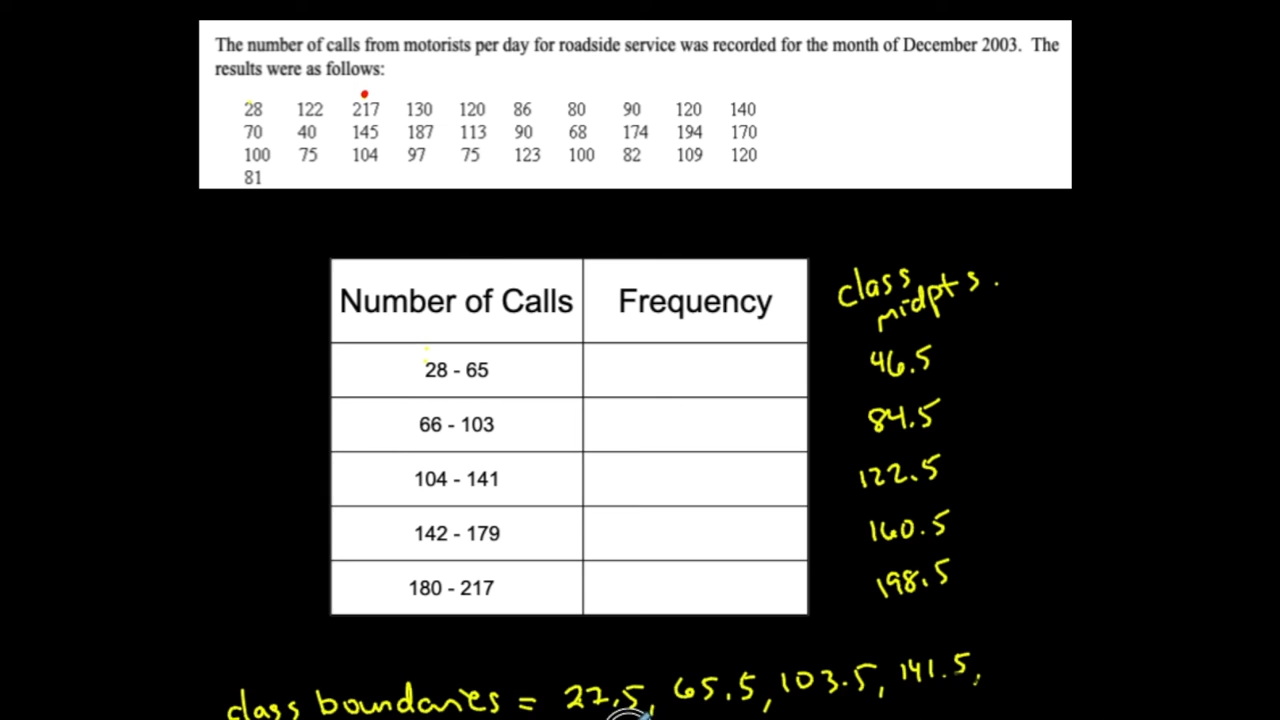 The number of calls from motorists per day for roadside service was recorded for the month of December 2003. The
results were as follows:
28 122 217 130 120 86 80 90 120 140
70 40 145 187 113 90 68 174 194 170
100 75 104 97 75 123 100 82 109 120
81
Number of Calls Frequency
class
midpts.
28 - 65 46.5
66 - 103 84.5
104 - 141 122.5
142 - 179 160.5
180 - 217 198.5
class boundaries = 27.5, 65.5, 103.5, 141.5,